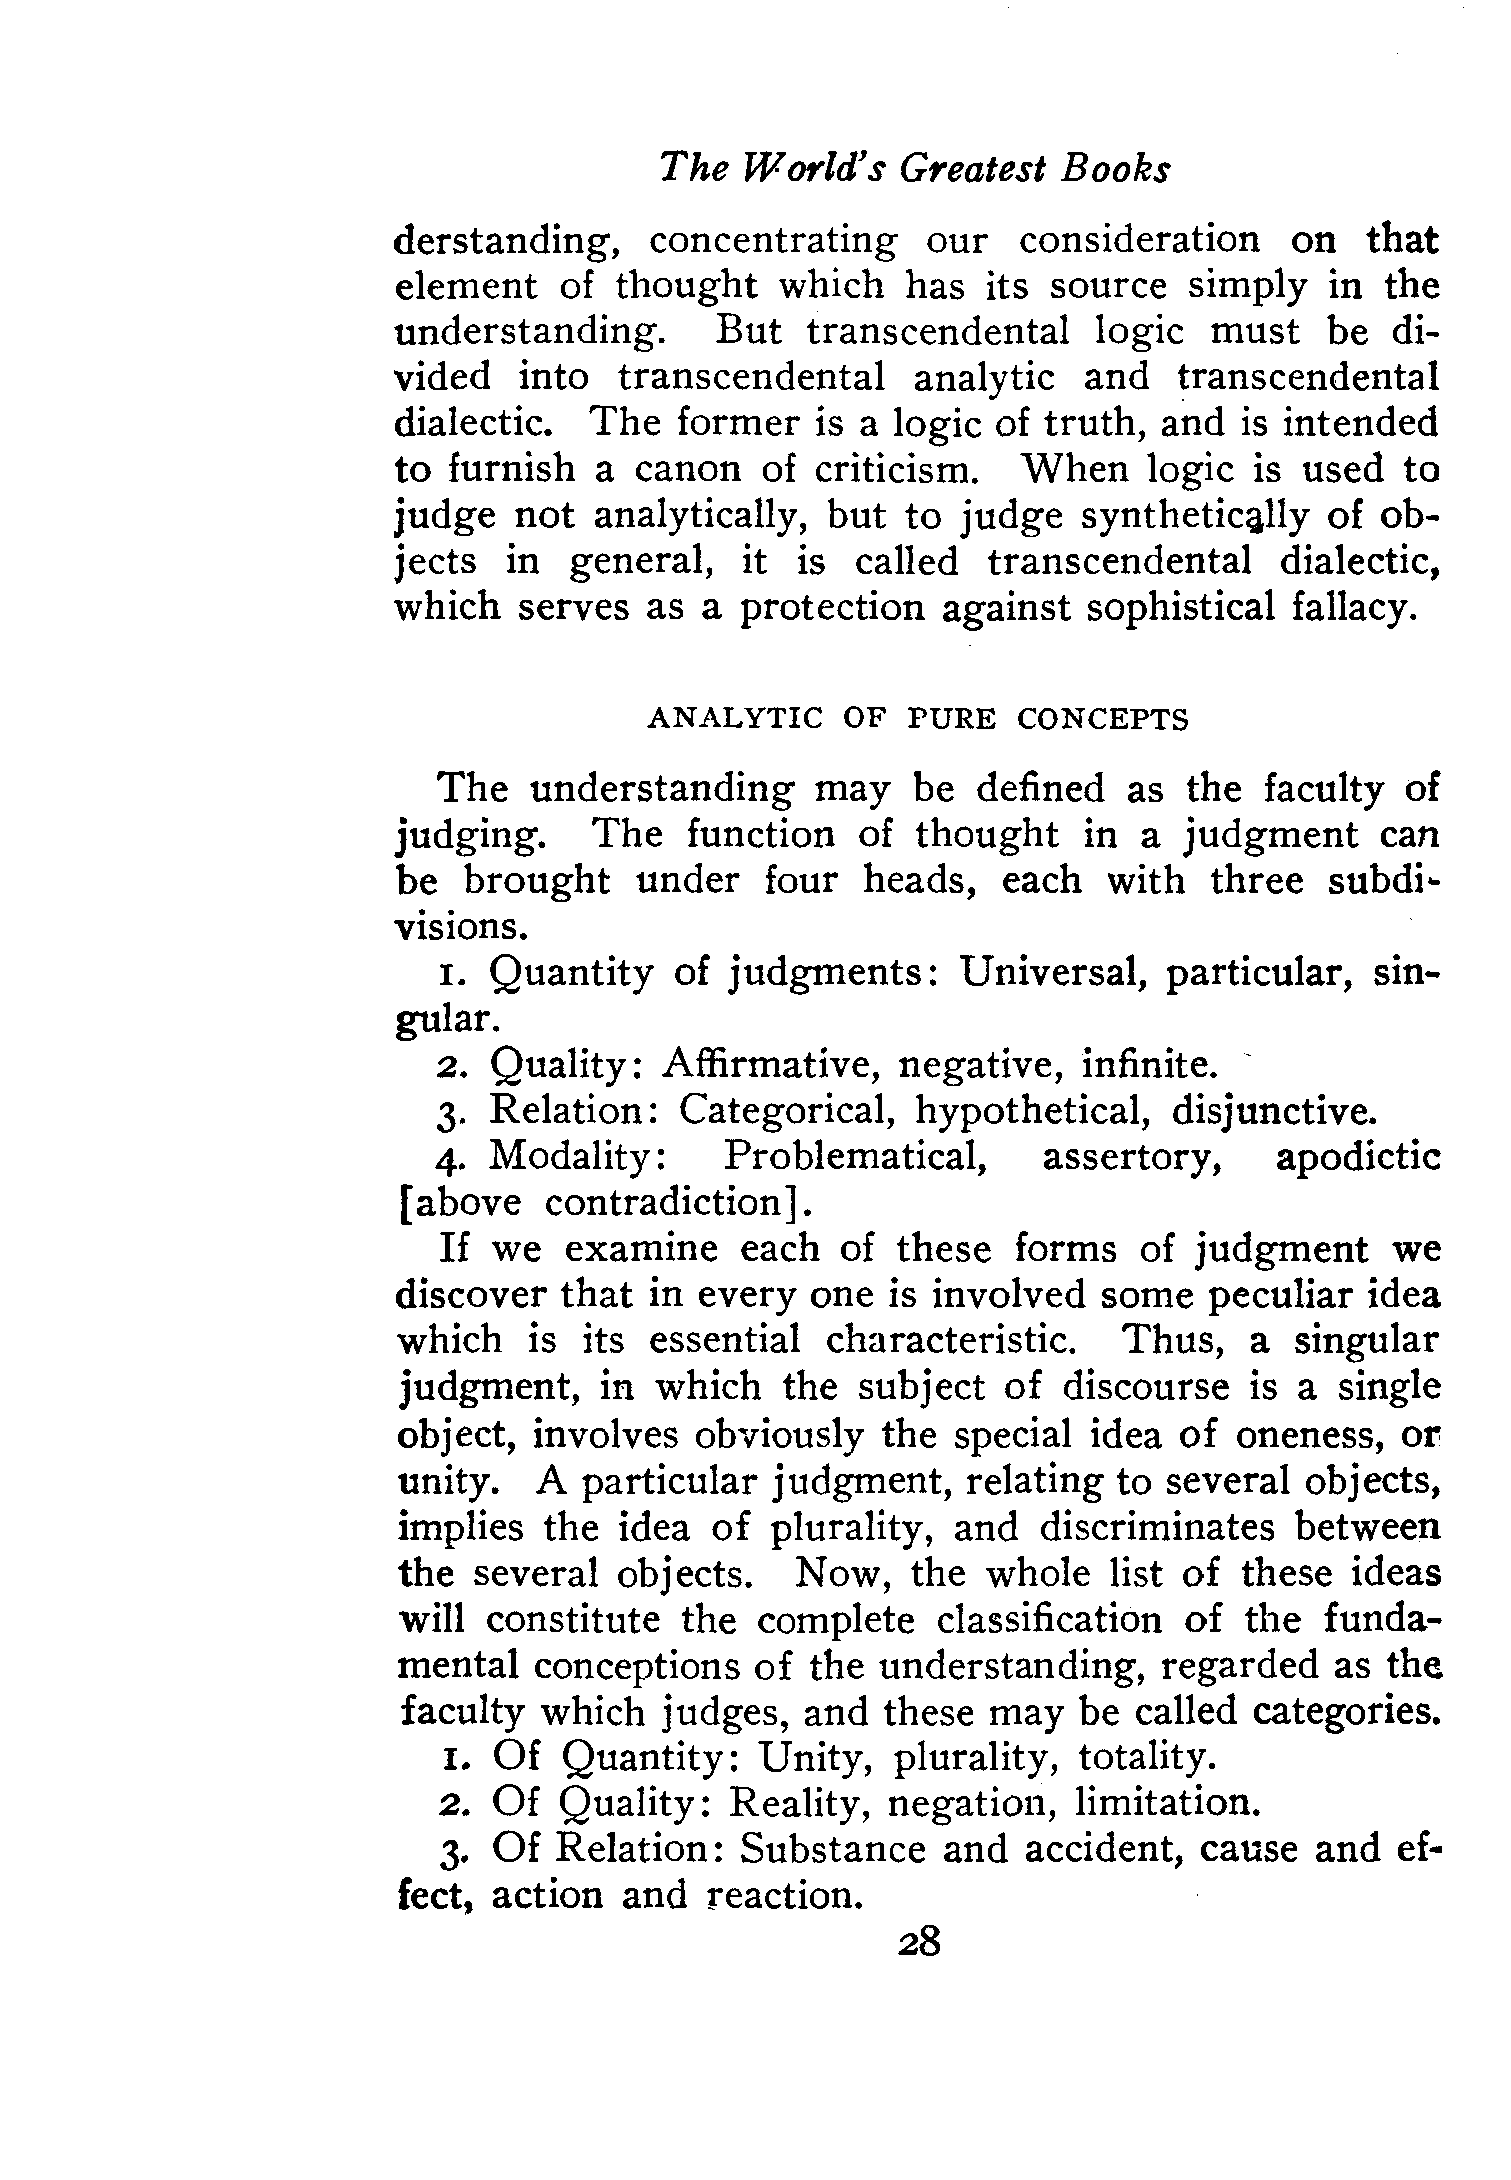 The World's Greatest Books
derstanding, concentrating our consideration on that
element of thought which has its source simply in the
understanding. But transcendental logic must be di-
vided into transcendental analytic and transcendental
dialectic. The former is a logic of truth, and is intended
to furnish a canon of criticism. When logic is used to
judge not analytically, but to judge synthetically of ob-
jects in general, it is called transcendental dialectic,
which serves as a protection against sophistical fallacy.
ANALYTIC OF PURE CONCEPTS
The understanding may be defined as the faculty of
judging. The function of thought in a judgment can
be brought under four heads, each with three subdi-
visions.
1. Quantity of judgments: Universal, particular, sin-
gular.
2. Quality: Affirmative, negative, infinite.
3. Relation: Categorical, hypothetical, disjunctive.
4. Modality: Problematical, assertory, apodictic
[above contradiction].
If we examine each of these forms of judgment we
discover that in every one is involved some peculiar idea
which is its essential characteristic. Thus, a singular
judgment, in which the subject of discourse is a single
object, involves obviously the special idea of oneness, or
unity. A particular judgment, relating to several objects,
implies the idea of plurality, and discriminates between
the several objects. Now, the whole list of these ideas
will constitute the complete classification of the funda-
mental conceptions of the understanding, regarded as the
faculty which judges, and these may be called categories.
1. Of Quantity: Unity, plurality, totality.
2. Of Quality: Reality, negation, limitation.
3. Of Relation: Substance and accident, cause and ef-
fect, action and reaction.
28